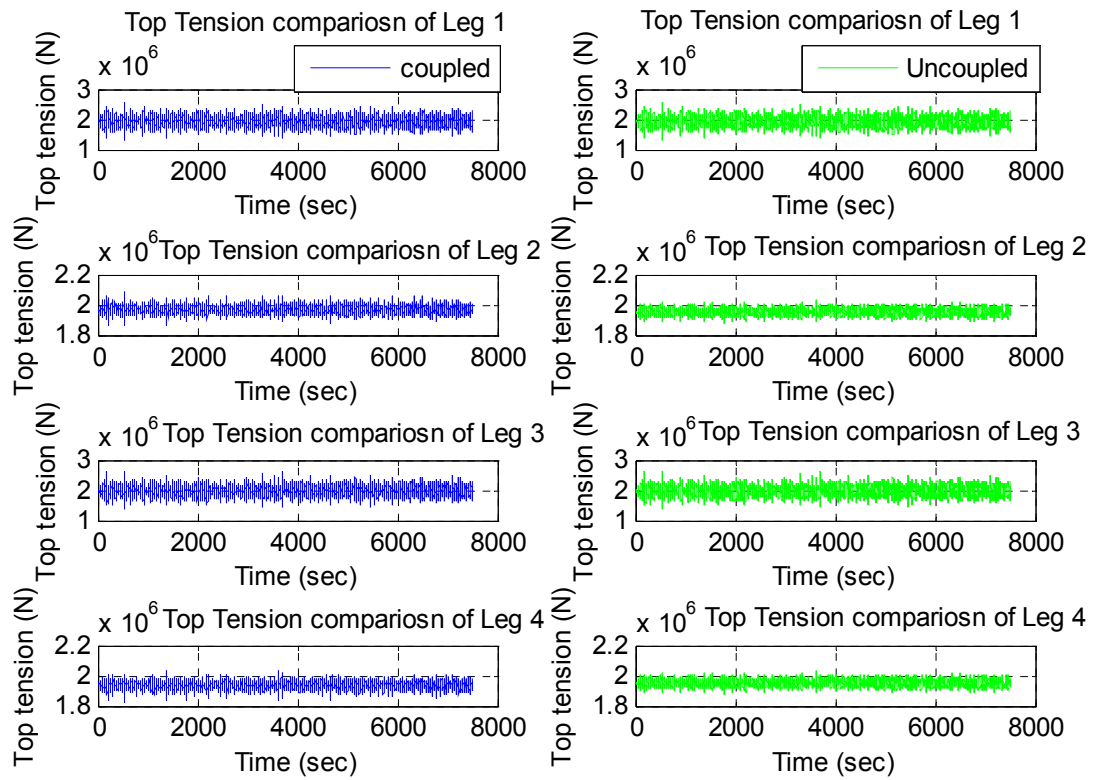 Top Tension compariosn of Leg 1
x 10^6
coupled
Top tension (N)
3
2
1
0 2000 4000 6000 8000
Time (sec)
Top Tension compariosn of Leg 1
x 10^6
Uncoupled
Top tension (N)
3
2
1
0 2000 4000 6000 8000
Time (sec)
x 10^6 Top Tension compariosn of Leg 2
Top tension (N)
2.2
2
1.8
0 2000 4000 6000 8000
Time (sec)
x 10^6 Top Tension compariosn of Leg 2
Top tension (N)
2.2
2
1.8
0 2000 4000 6000 8000
Time (sec)
x 10^6 Top Tension compariosn of Leg 3
Top tension (N)
3
2
1
0 2000 4000 6000 8000
Time (sec)
x 10^6 Top Tension compariosn of Leg 3
Top tension (N)
3
2
1
0 2000 4000 6000 8000
Time (sec)
x 10^6 Top Tension compariosn of Leg 4
Top tension (N)
2.2
2
1.8
0 2000 4000 6000 8000
Time (sec)
x 10^6 Top Tension compariosn of Leg 4
Top tension (N)
2.2
2
1.8
0 2000 4000 6000 8000
Time (sec)